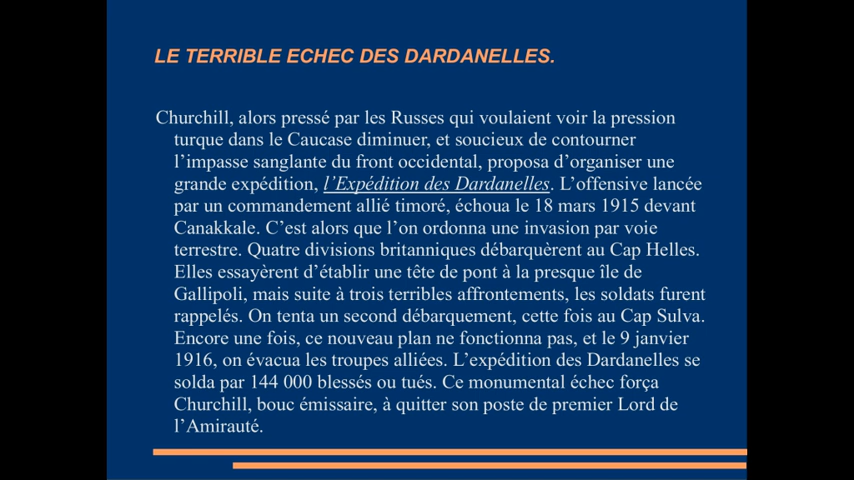 LE TERRIBLE ECHEC DES DARDANELLES.
Churchill, alors pressé par les Russes qui voulaient voir la pression
turque dans le Caucase diminuer, et soucieux de contourner
l’impasse sanglante du front occidental, proposa d’organiser une
grande expédition, l’Expédition des Dardanelles. L’offensive lancée
par un commandement allié timoré, échoua le 18 mars 1915 devant
Canakkale. C’est alors que l’on ordonna une invasion par voie
terrestre. Quatre divisions britanniques débarquèrent au Cap Helles.
Elles essayèrent d’établir une tête de pont à la presque île de
Gallipoli, mais suite à trois terribles affrontements, les soldats furent
rappelés. On tenta un second débarquement, cette fois au Cap Sulva.
Encore une fois, ce nouveau plan ne fonctionna pas, et le 9 janvier
1916, on évacua les troupes alliées. L’expédition des Dardanelles se
solda par 144 000 blessés ou tués. Ce monumental échec força
Churchill, bouc émissaire, à quitter son poste de premier Lord de
l’Amirauté.